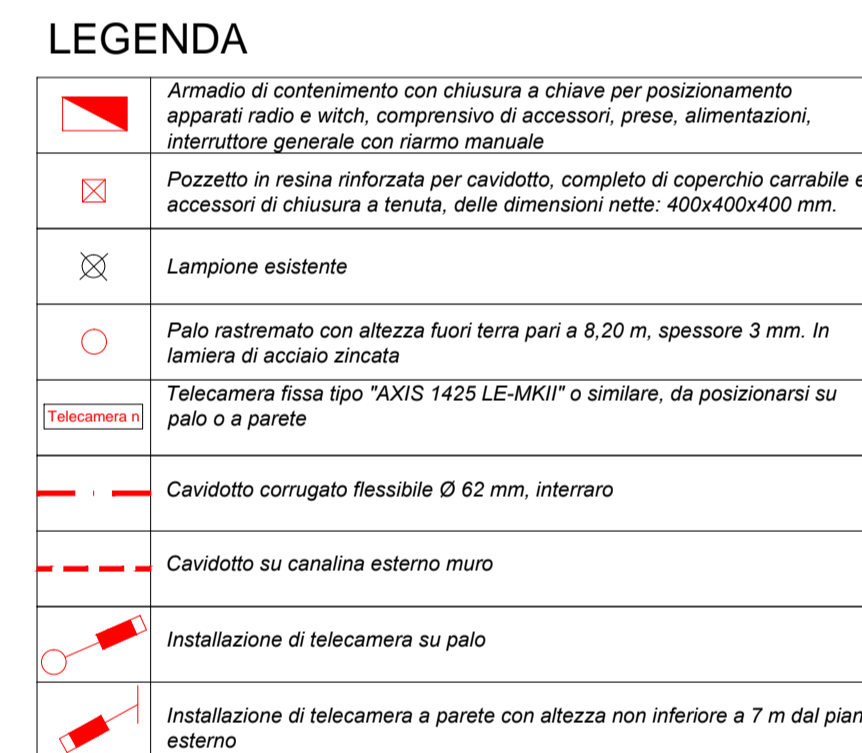 LEGENDA
Armadio di contenimento con chiusura a chiave per posizionamento
apparati radio e witch, comprensivo di accessori, prese, alimentazioni,
interruttore generale con riarmo manuale
Pozzetto in resina rinforzata per cavidotto, completo di coperchio carrabile e
accessori di chiusura a tenuta, delle dimensioni nette: 400x400x400 mm.
Lampione esistente
Palo rastremato con altezza fuori terra pari a 8,20 m, spessore 3 mm. In
lamiera di acciaio zincata
Telecamera n
Telecamera fissa tipo "AXIS 1425 LE-MKII" o similare, da posizionarsi su
palo o a parete
Cavidotto corrugato flessibile Ø 62 mm, interraro
Cavidotto su canalina esterno muro
Installazione di telecamera su palo
Installazione di telecamera a parete con altezza non inferiore a 7 m dal pian
esterno